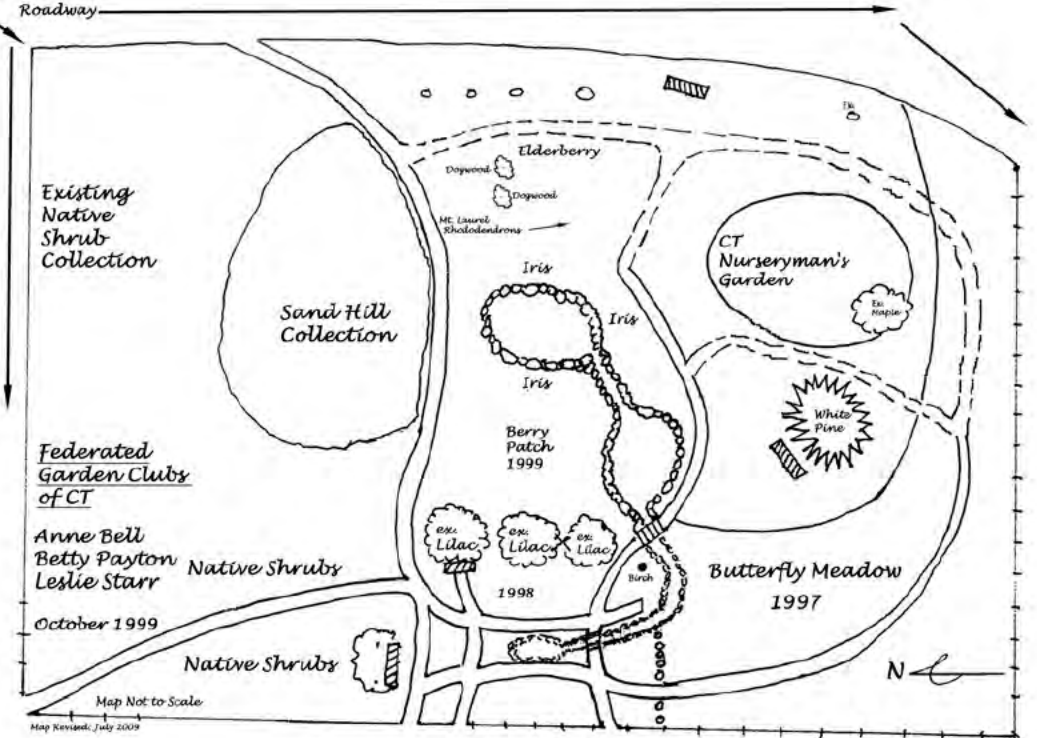 Roadway
Elm
Elderberry
Dogwood
Dogwood
Existing
Native
Shrub
Collection
Mt. Laurel
Rhododendrons
CT
Nurseryman's
Garden
Iris
Sand Hill
Collection
Iris
Ex.
Maple
Iris
White
Pine
Berry
Patch
1999
Federated
Garden Clubs
of CT
ex.
Lilac
ex.
Lilac
ex.
Lilac
Anne Bell
Betty Payton
Leslie Starr
Native Shrubs
Birch
Butterfly Meadow
1997
1998
October 1999
Native Shrubs
N
Map Not to Scale
Map Revised: July 2009